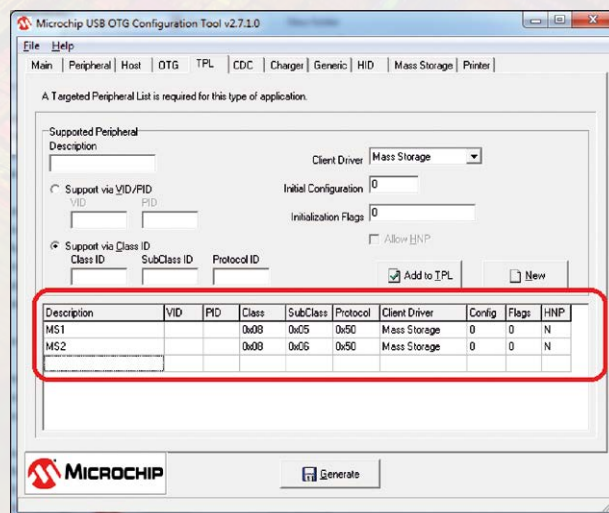 Microchip USB OTG Configuration Tool v2.7.1.0
File Help
Main Peripheral Host OTG TPL CDC Charger Generic HID Mass Storage Printer
A Targeted Peripheral List is required for this type of application.
Supported Peripheral
Description
Client Driver Mass Storage
Support via VID/PID
Initial Configuration 0
VID PID
Initialization Flags 0
Allow HNP
Support via Class ID
Class ID SubClass ID Protocol ID
Add to TPL New
Description VID PID Class SubClass Protocol Client Driver Config Flags HNP
MS1 0x08 0x05 0x50 Mass Storage 0 0 N
MS2 0x08 0x06 0x50 Mass Storage 0 0 N
MICROCHIP
Generate